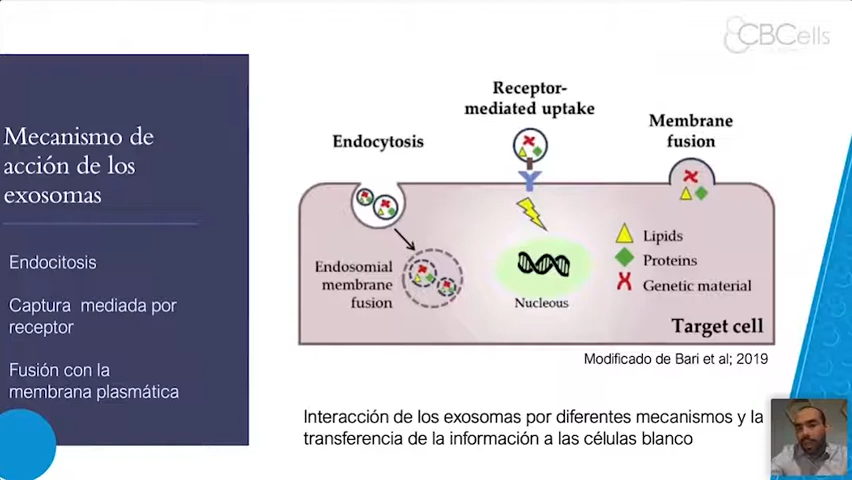 CBCells
Mecanismo de
acción de los
exosomas
Endocitosis
Captura mediada por
receptor
Fusión con la
membrana plasmática
Receptor-
mediated uptake
Endocytosis
Membrane
fusion
Endosomial
membrane
fusion
Nucleous
Lipids
Proteins
Genetic material
Target cell
Modificado de Bari et al; 2019
Interacción de los exosomas por diferentes mecanismos y la
transferencia de la información a las células blanco